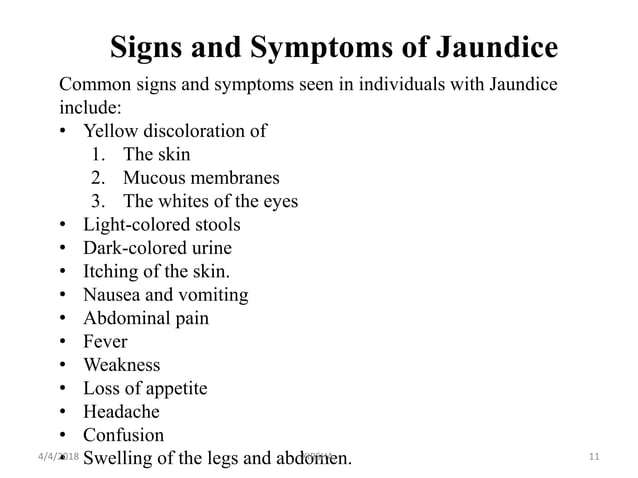 Signs and Symptoms of Jaundice
Common signs and symptoms seen in individuals with Jaundice
include:
• Yellow discoloration of
1. The skin
2. Mucous membranes
3. The whites of the eyes
• Light-colored stools
• Dark-colored urine
• Itching of the skin.
• Nausea and vomiting
• Abdominal pain
• Fever
• Weakness
• Loss of appetite
• Headache
• Confusion
• Swelling of the legs and abdomen.
4/4/2018
11